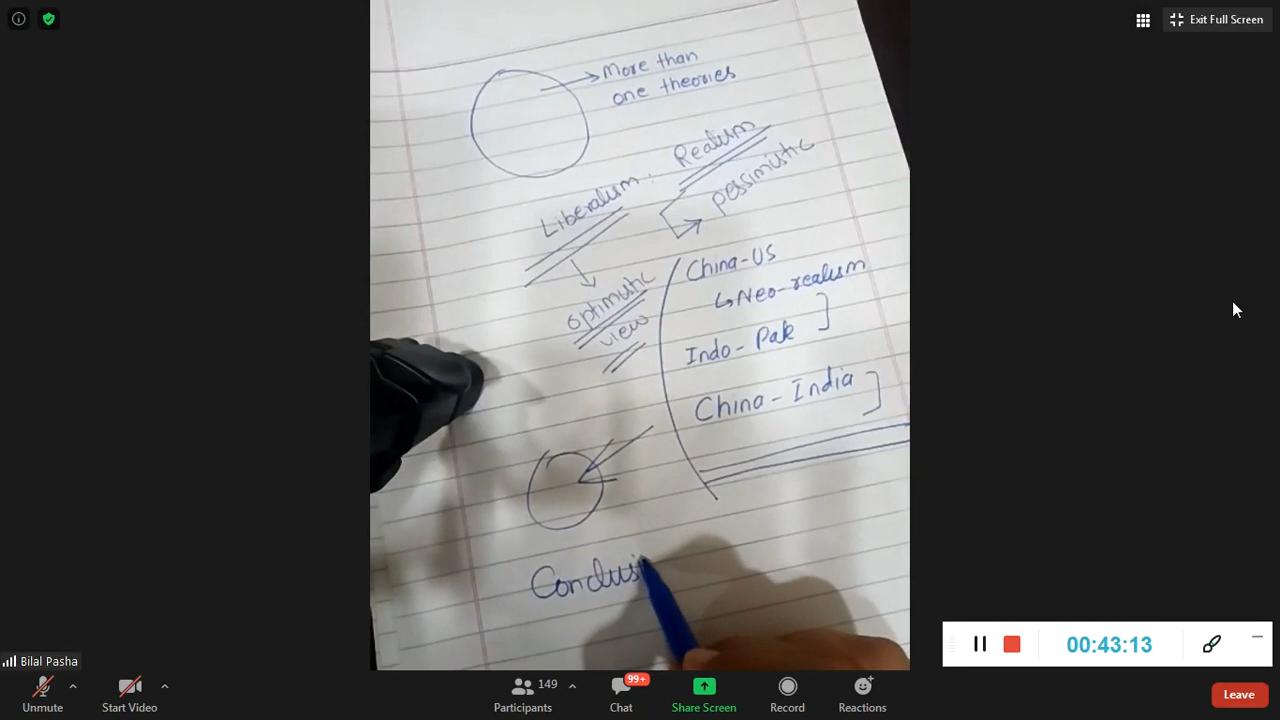 Exit Full Screen
More than
one theories
Realism
Liberalism.
pessimistic
China-US
↳ Neo-realism
optimistic
view
Indo - Pak
China - India
Conclusi
00:43:13
Bilal Pasha
Unmute
Start Video
149
Participants
99+
Chat
Share Screen
Record
Reactions
Leave